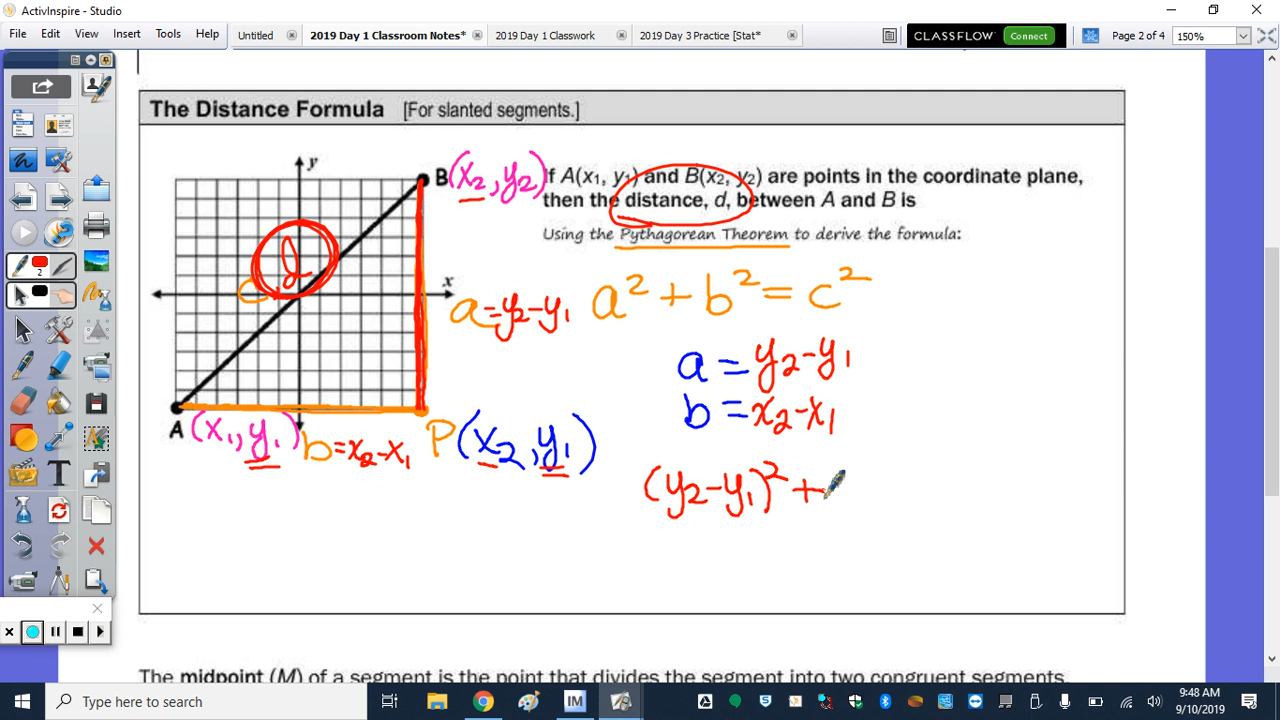 ActivInspire - Studio
File Edit View Insert Tools Help
Untitled
2019 Day 1 Classroom Notes*
2019 Day 1 Classwork
2019 Day 3 Practice [Stat*
CLASSFLOW Connect
Page 2 of 4
150%
2
The Distance Formula [For slanted segments.]
y
B (x₂, y₂)
If A(x₁, y₁) and B(x₂, y₂) are points in the coordinate plane,
then the distance, d, between A and B is
Using the Pythagorean Theorem to derive the formula:
c d
x
a = y₂-y₁
a² + b² = c²
a = y₂-y₁
b = x₂-x₁
A (x₁, y₁)
b = x₂-x₁
P (x₂, y₁)
(y₂-y₁)² +
The midpoint (M) of a segment is the point that divides the segment into two congruent segments.
Type here to search
IM
9:48 AM
9/10/2019